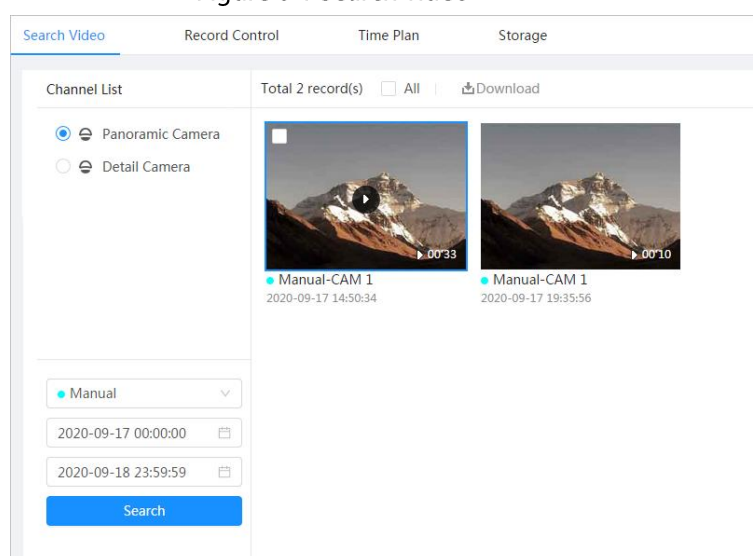 Search Video Record Control Time Plan Storage
Channel List
Total 2 record(s) All Download
Panoramic Camera
Detail Camera
00'33
00'10
Manual-CAM 1
2020-09-17 14:50:34
Manual-CAM 1
2020-09-17 19:35:56
Manual
2020-09-17 00:00:00
2020-09-18 23:59:59
Search